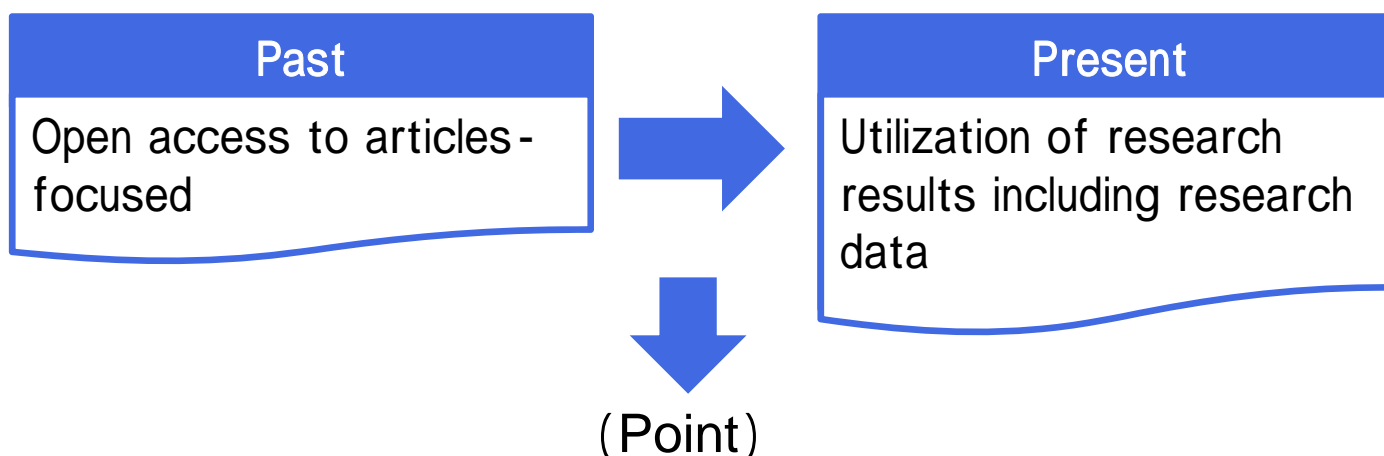 Past
Open access to articles-
focused
Present
Utilization of research
results including research
data
(Point)